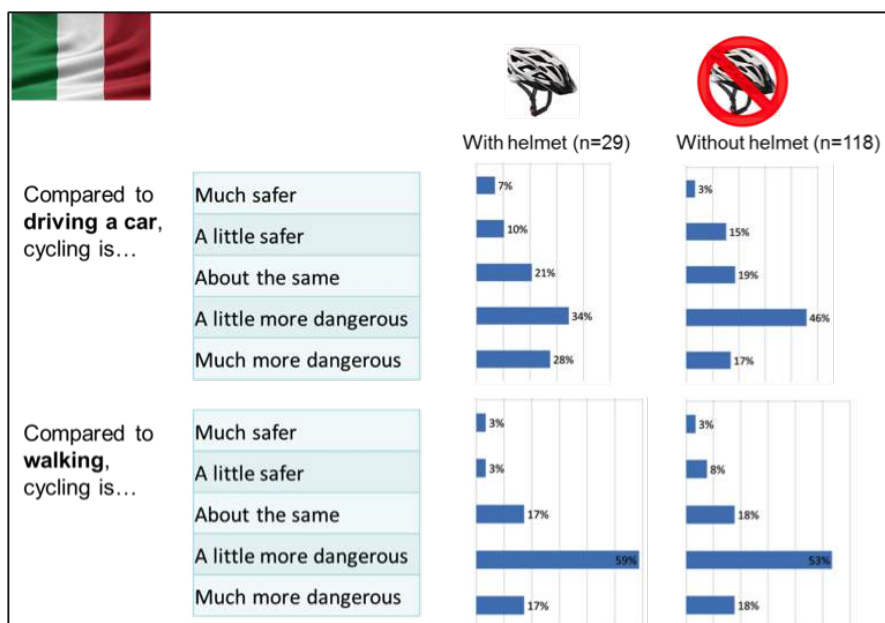 With helmet (n=29)
Without helmet (n=118)
Compared to
driving a car,
cycling is…
Much safer
7%
3%
A little safer
10%
15%
About the same
21%
19%
A little more dangerous
34%
46%
Much more dangerous
28%
17%
Compared to
walking,
cycling is…
Much safer
3%
3%
A little safer
3%
8%
About the same
17%
18%
A little more dangerous
59%
53%
Much more dangerous
17%
18%